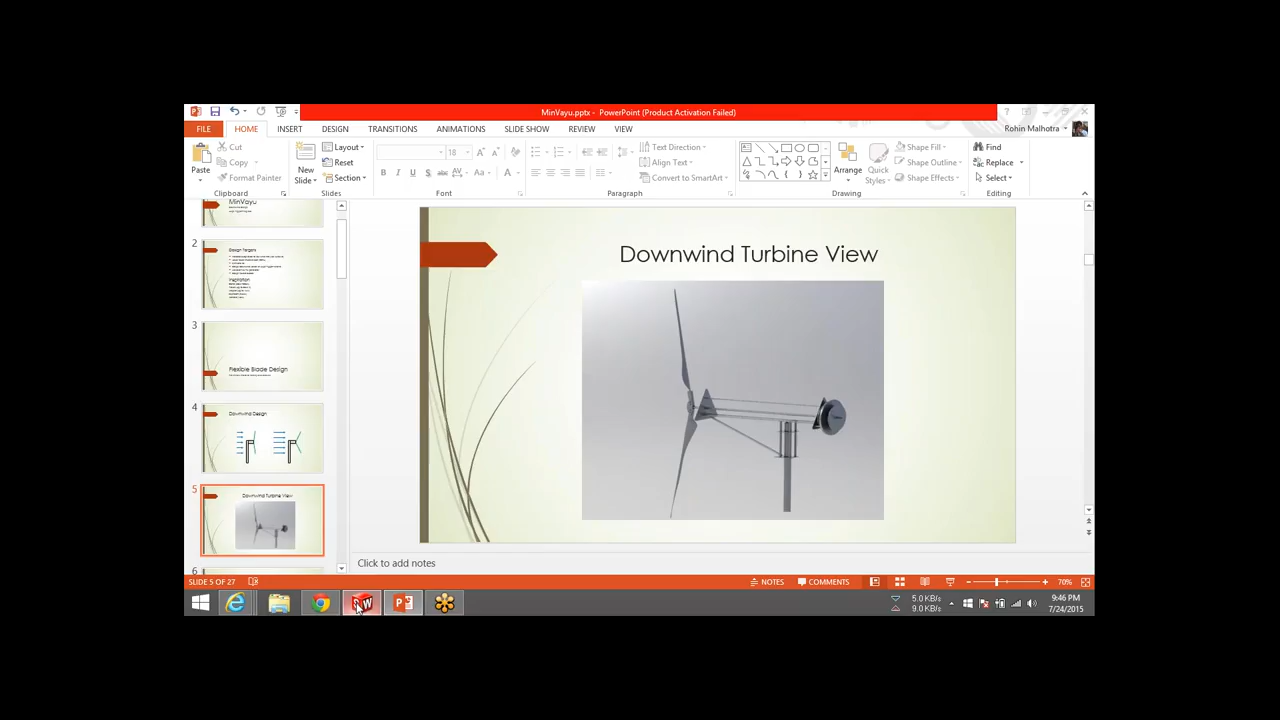 MinVayu.pptx - PowerPoint (Product Activation Failed)
FILE HOME INSERT DESIGN TRANSITIONS ANIMATIONS SLIDE SHOW REVIEW VIEW Rohin Malhotra
Paste
Cut
Copy
Format Painter
Clipboard
New Slide
Layout
Reset
Section
Slides
18
Font
Text Direction
Align Text
Convert to SmartArt
Paragraph
Arrange
Quick Styles
Shape Fill
Shape Outline
Shape Effects
Drawing
Find
Replace
Select
Editing
MinVayu
2
3
Flexible Blade Design
4
Downwind Design
5
Downwind Turbine View
6
Downwind Turbine View
Click to add notes
SLIDE 5 OF 27 NOTES COMMENTS 70%
5.0 KB/s
9.0 KB/s
9:46 PM
7/24/2015